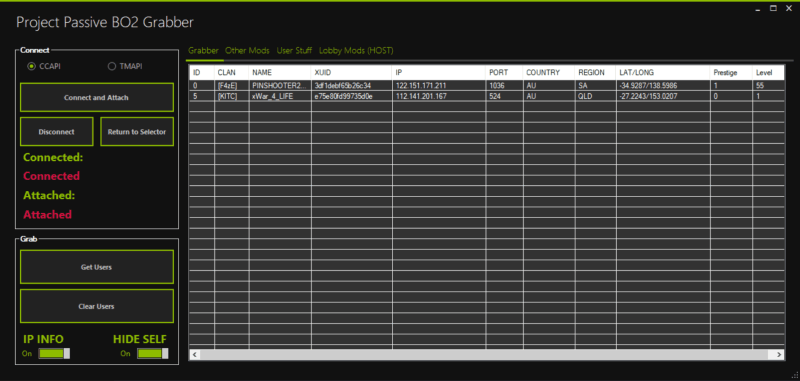 Project Passive BO2 Grabber
Connect
CCAPI TMAPI
Connect and Attach
Disconnect Return to Selector
Connected:
Connected
Attached:
Attached
Grab
Get Users
Clear Users
IP INFO HIDE SELF
On On
Grabber Other Mods User Stuff Lobby Mods (HOST)
ID CLAN NAME XUID IP PORT COUNTRY REGION LAT/LONG Prestige Level
0 [F4zE] PINSHOOTER2... 3df1debf65b26c34 122.151.171.211 1036 AU SA -34.9287/138.5986 1 55
5 [KITC] xWar_4_LIFE e75e80fd99735d0e 112.141.201.167 524 AU QLD -27.2243/153.0207 0 1